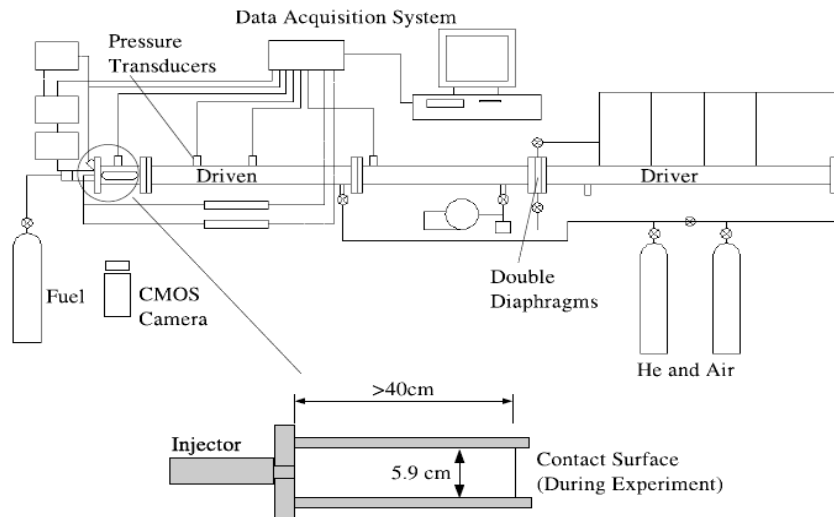 Data Acquisition System
Pressure
Transducers
Driven
Driver
Fuel
CMOS
Camera
Double
Diaphragms
He and Air
>40cm
Injector
5.9 cm
Contact Surface
(During Experiment)